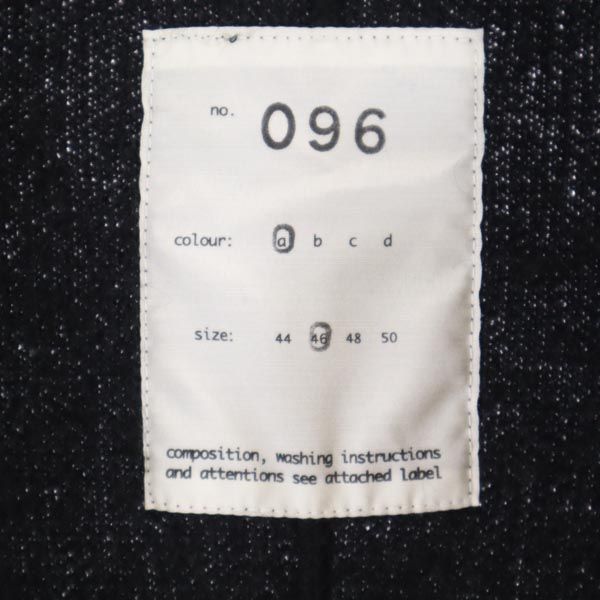 no. 096
colour: a b c d
size: 44 46 48 50
composition, washing instructions
and attentions see attached label